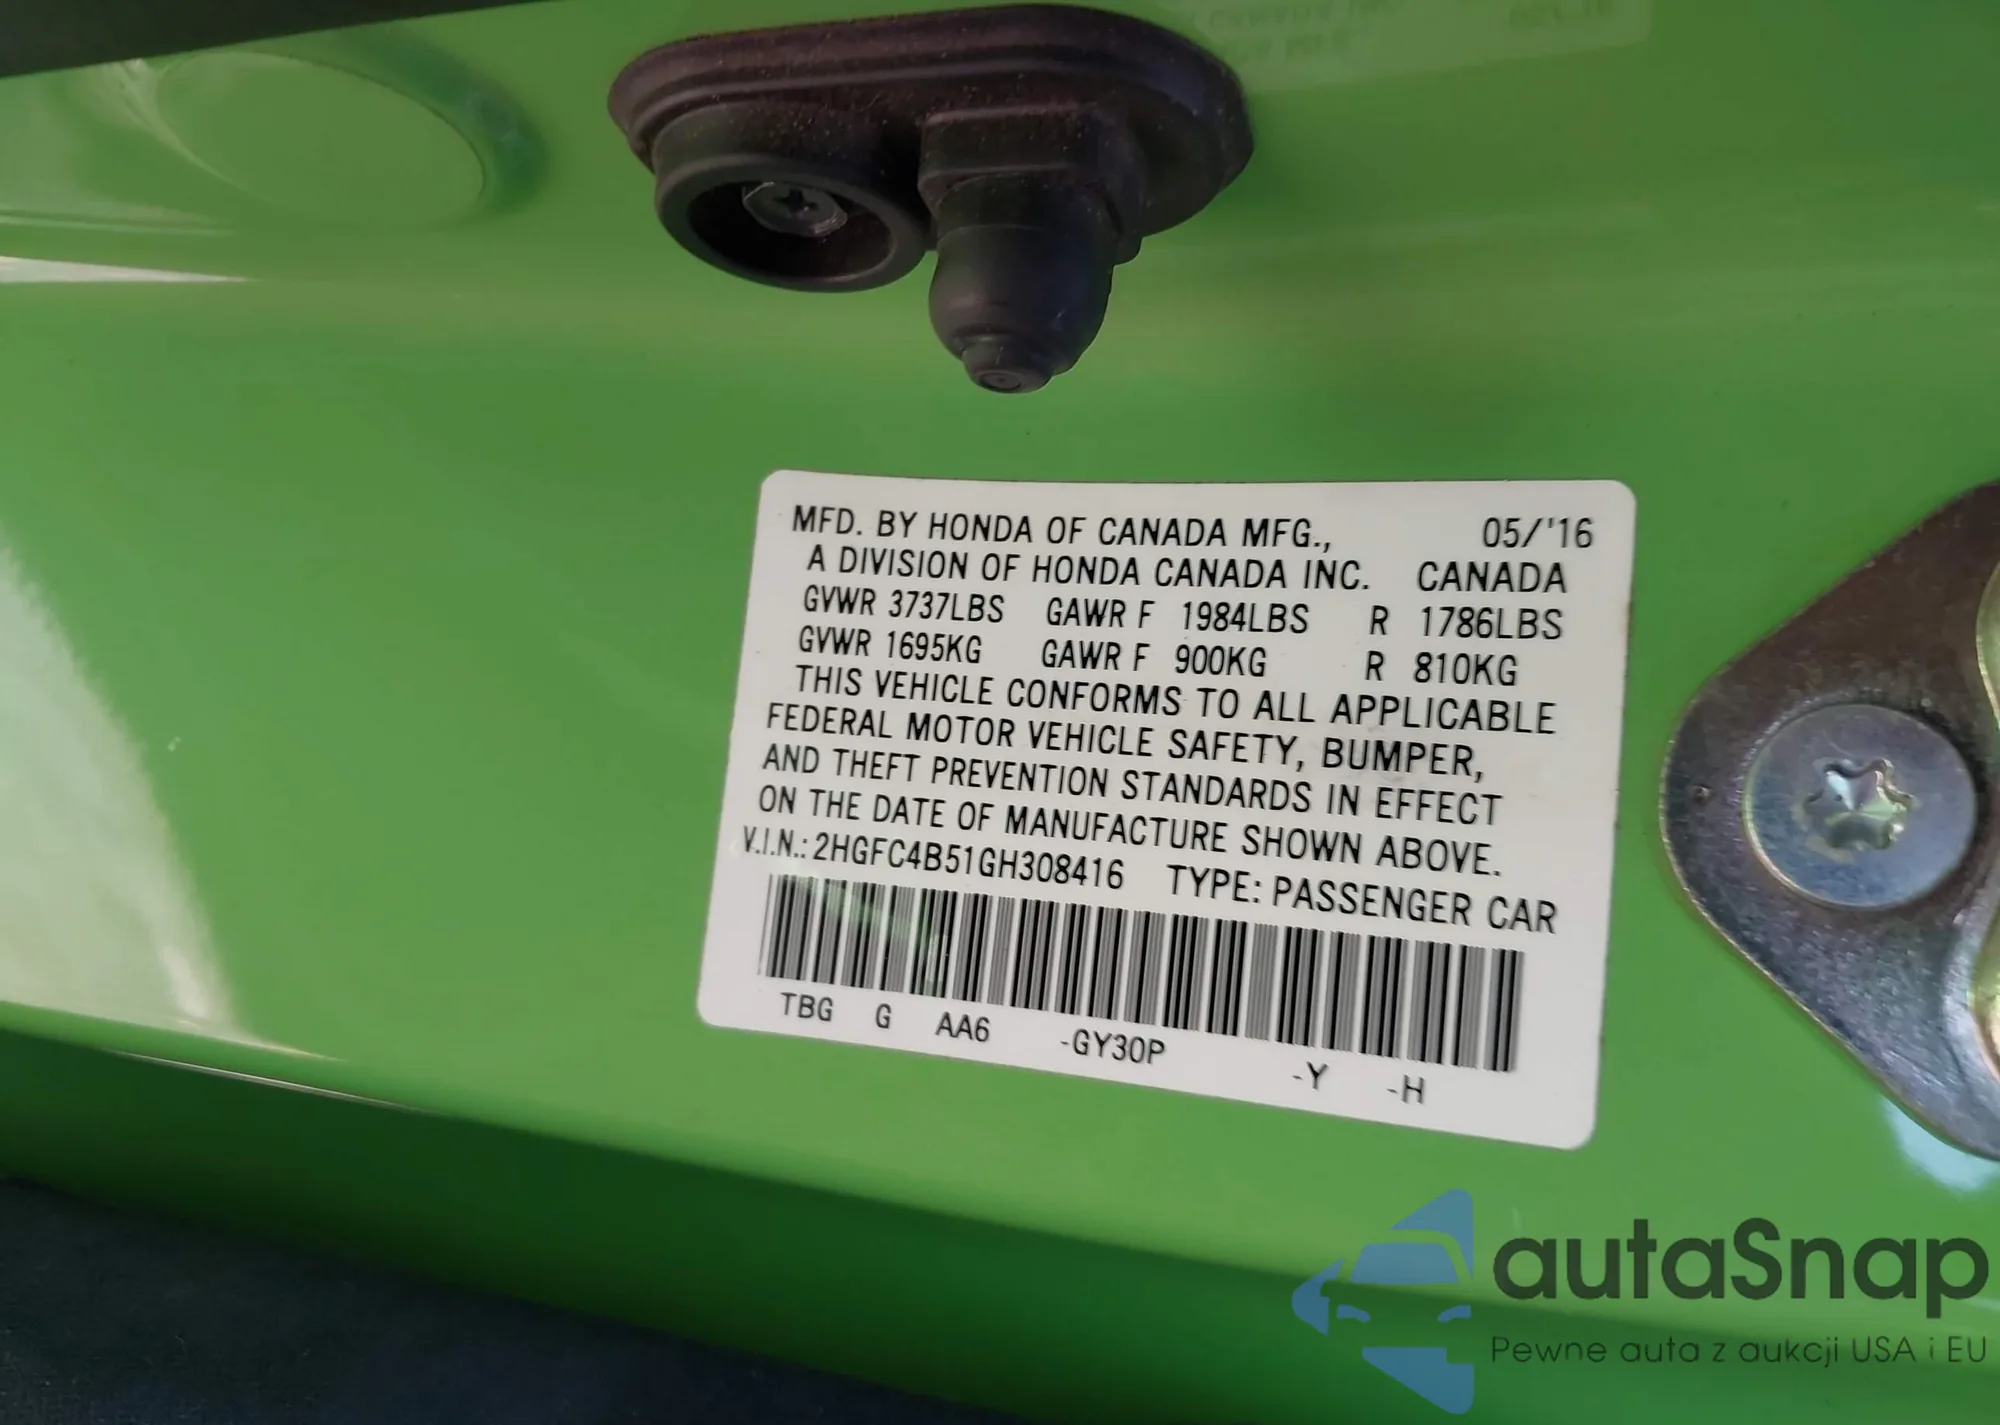 MFD. BY HONDA OF CANADA MFG., 05/'16
A DIVISION OF HONDA CANADA INC. CANADA
GVWR 3737LBS GAWR F 1984LBS R 1786LBS
GVWR 1695KG GAWR F 900KG R 810KG
THIS VEHICLE CONFORMS TO ALL APPLICABLE
FEDERAL MOTOR VEHICLE SAFETY, BUMPER,
AND THEFT PREVENTION STANDARDS IN EFFECT
ON THE DATE OF MANUFACTURE SHOWN ABOVE.
V.I.N.: 2HGFC4B51GH308416 TYPE: PASSENGER CAR
TBG G AA6 -GY30P -Y -H
autaSnap
Pewne auta z aukcji USA i EU